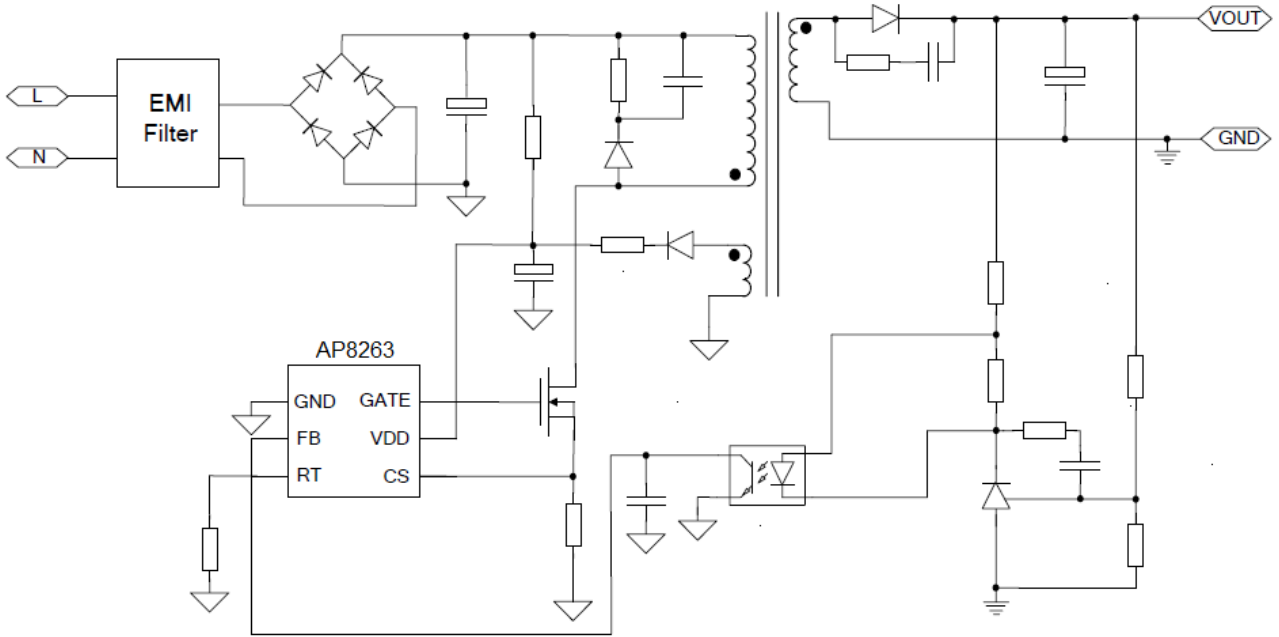 VOUT
L
EMI
Filter
N
GND
AP8263
GND GATE
FB VDD
RT CS